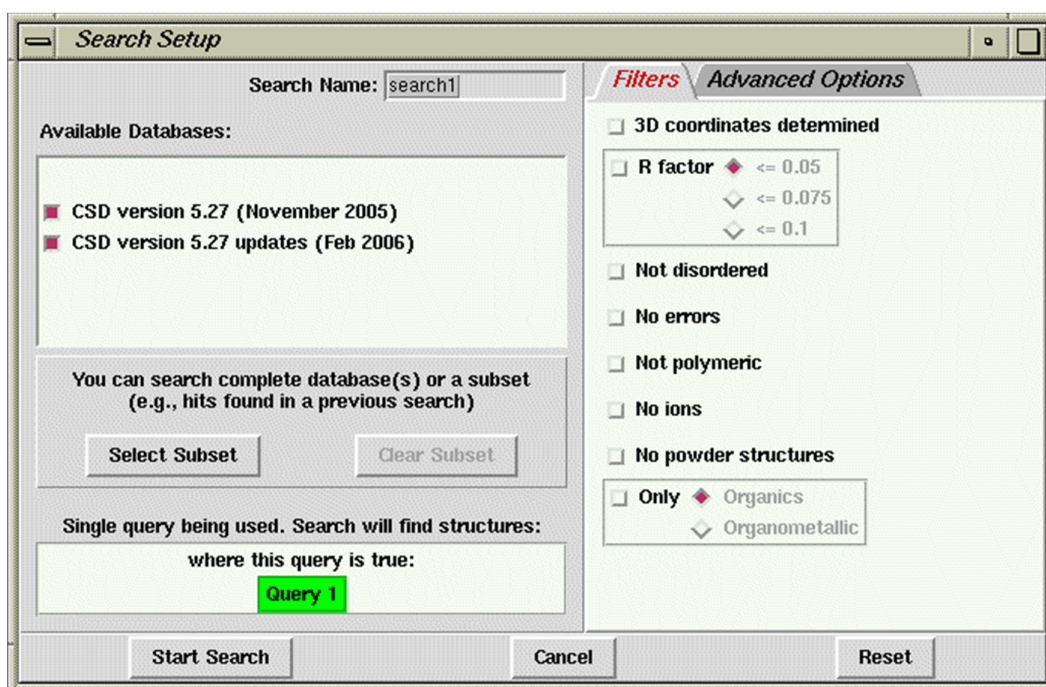 Search Setup
Search Name: search1
Available Databases:
CSD version 5.27 (November 2005)
CSD version 5.27 updates (Feb 2006)
You can search complete database(s) or a subset
(e.g., hits found in a previous search)
Select Subset
Clear Subset
Single query being used. Search will find structures:
where this query is true:
Query 1
Filters
Advanced Options
3D coordinates determined
R factor <= 0.05
<= 0.075
<= 0.1
Not disordered
No errors
Not polymeric
No ions
No powder structures
Only Organics
Organometallic
Start Search
Cancel
Reset